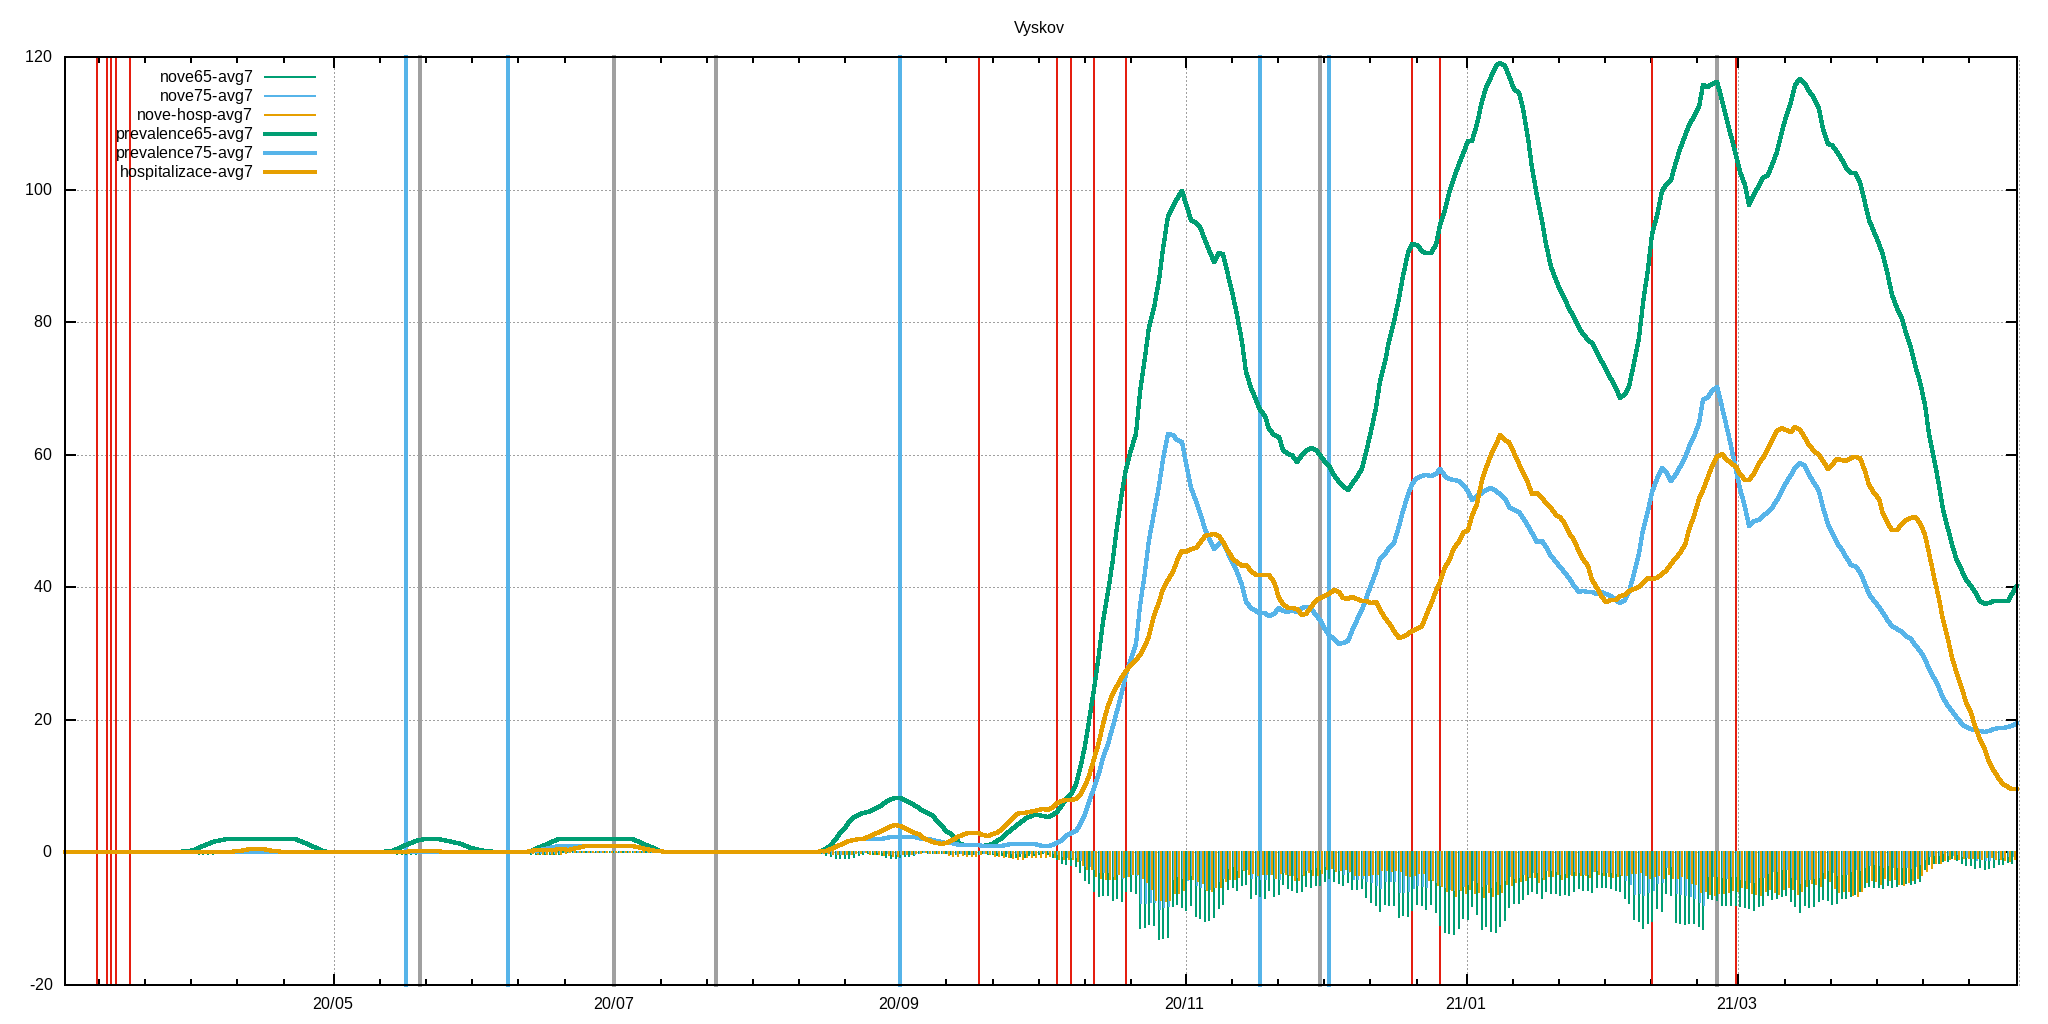 Vyskov
120
nove65-avg7
nove75-avg7
nove-hosp-avg7
prevalence65-avg7
prevalence75-avg7
hospitalizace-avg7
100
80
60
40
20
0
-20
20/05 20/07 20/09 20/11 21/01 21/03